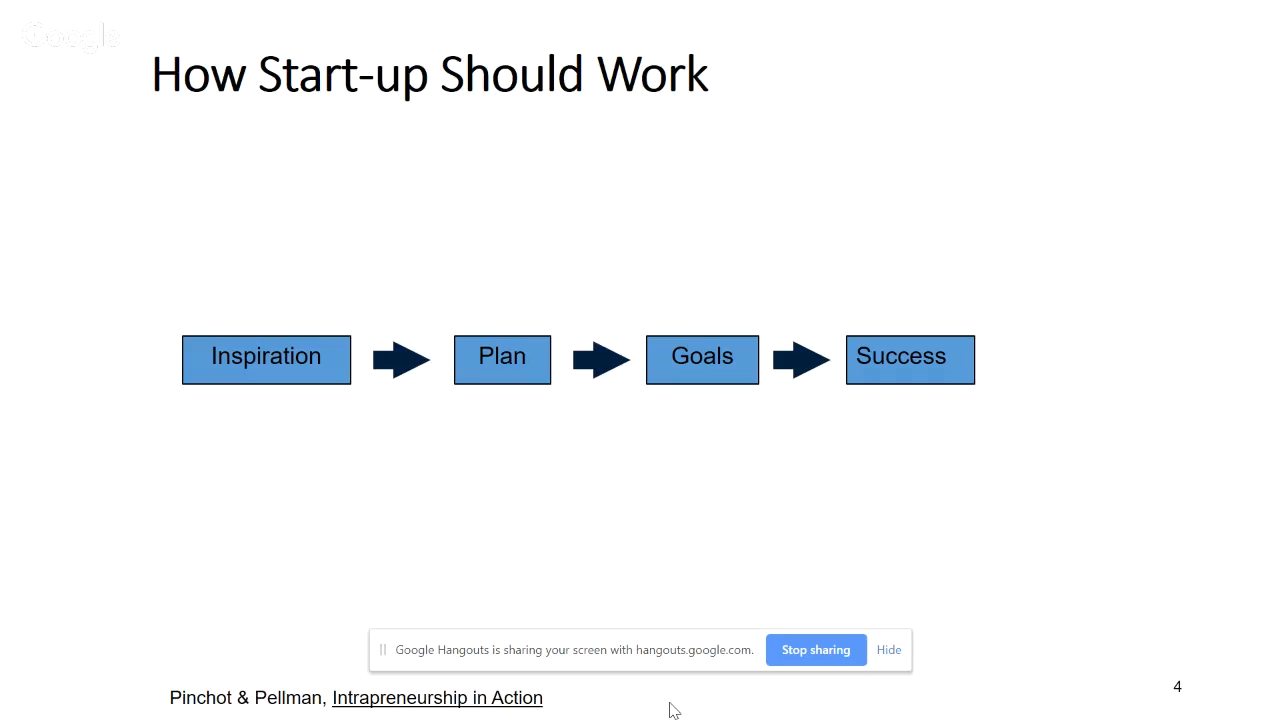 Google
How Start-up Should Work
Inspiration
Plan
Goals
Success
Google Hangouts is sharing your screen with hangouts.google.com.
Stop sharing
Hide
Pinchot & Pellman, Intrapreneurship in Action
4